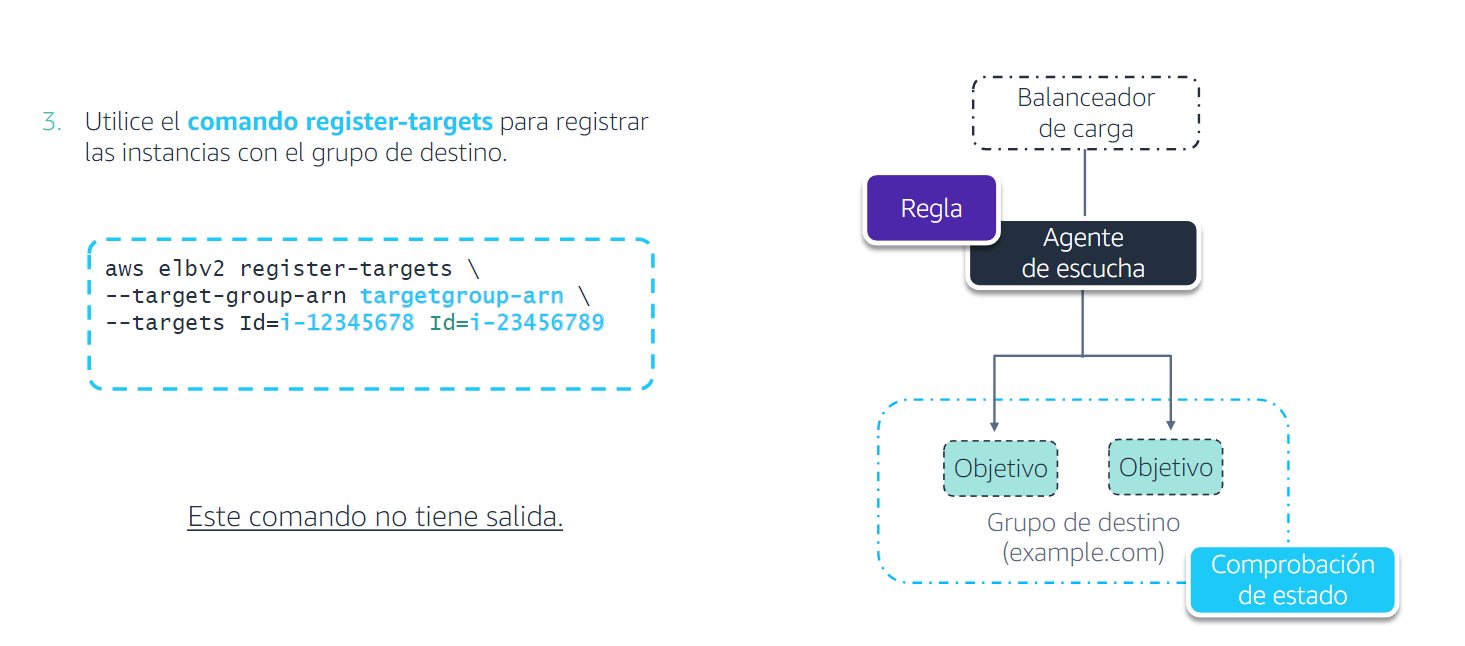 3. Utilice el comando register-targets para registrar
las instancias con el grupo de destino.
aws elbv2 register-targets \
--target-group-arn targetgroup-arn \
--targets Id=i-12345678 Id=i-23456789
Este comando no tiene salida.
Balanceador
de carga
Regla
Agente
de escucha
Objetivo
Objetivo
Grupo de destino
(example.com)
Comprobación
de estado